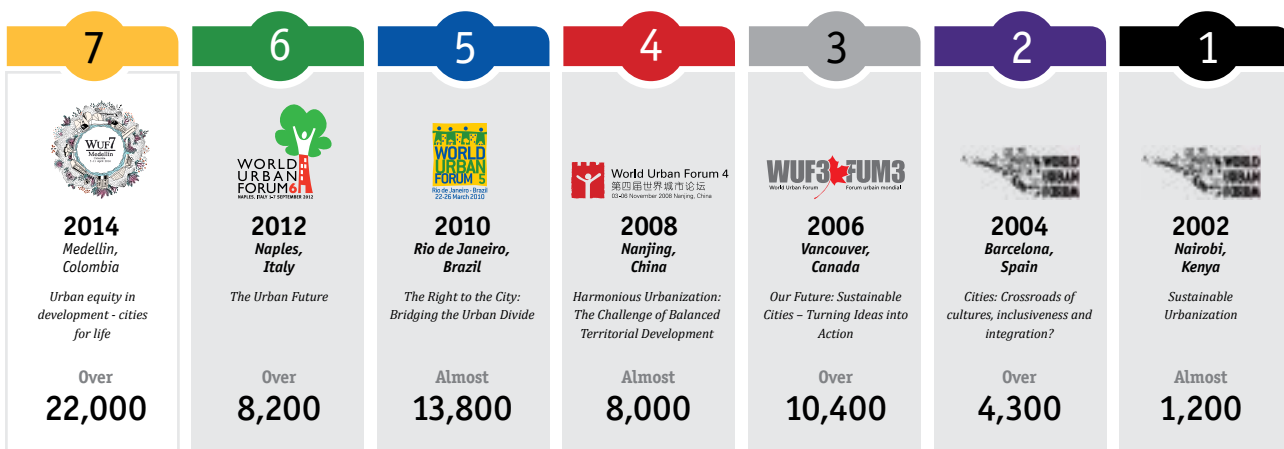 7
WUF7
Medellin
2014
Medellin,
Colombia
Urban equity in
development - cities
for life
Over
22,000
6
WORLD
URBAN
FORUM6
NAPLES, ITALY 1-7 SEPTEMBER 2012
2012
Naples,
Italy
The Urban Future
Over
8,200
5
WORLD
URBAN
FORUM 5
Rio de Janeiro - Brazil
22-26 March 2010
2010
Rio de Janeiro,
Brazil
The Right to the City:
Bridging the Urban Divide
Almost
13,800
4
World Urban Forum 4
第四届世界城市论坛
03-06 November 2008 Nanjing, China
2008
Nanjing,
China
Harmonious Urbanization:
The Challenge of Balanced
Territorial Development
Almost
8,000
3
WUF3 FUM3
World Urban Forum Forum urbain mondial
2006
Vancouver,
Canada
Our Future: Sustainable
Cities – Turning Ideas into
Action
Over
10,400
2
WORLD
URBAN
FORUM
2004
Barcelona,
Spain
Cities: Crossroads of
cultures, inclusiveness and
integration?
Over
4,300
1
WORLD
URBAN
FORUM
2002
Nairobi,
Kenya
Sustainable
Urbanization
Almost
1,200